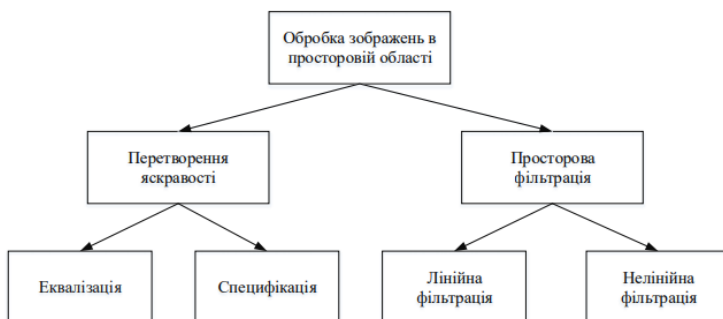 Обробка зображень в
просторовій області
Перетворення
яскравості
Просторова
фільтрація
Еквалізація
Специфікація
Лінійна
фільтрація
Нелінійна
фільтрація